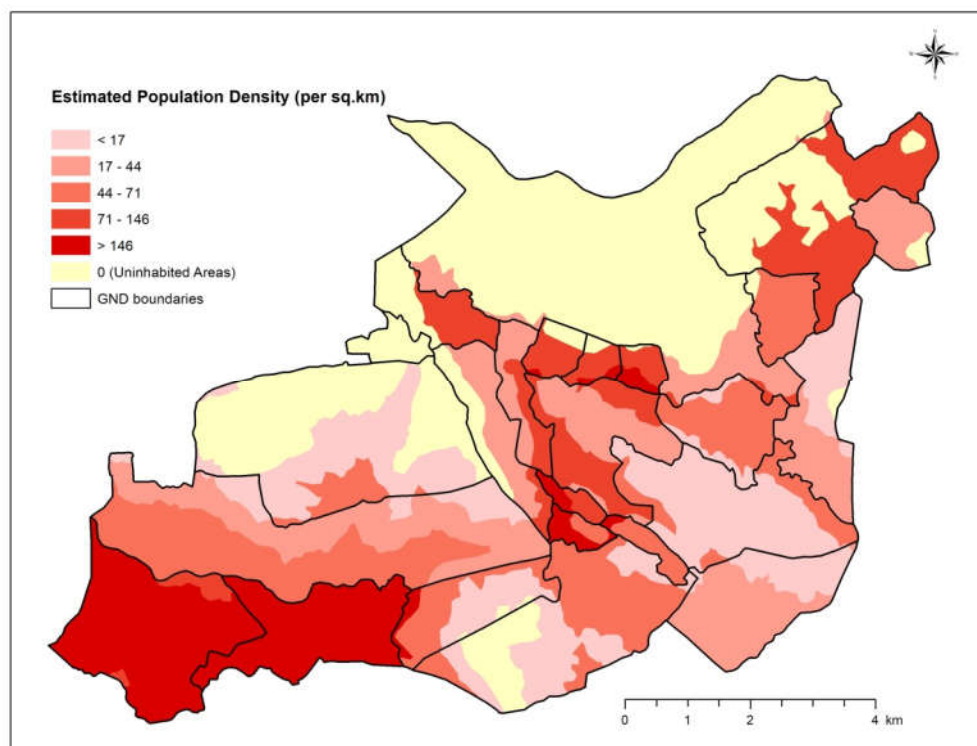 Estimated Population Density (per sq.km)
< 17
17 - 44
44 - 71
71 - 146
> 146
0 (Uninhabited Areas)
GND boundaries
0 1 2 4 km